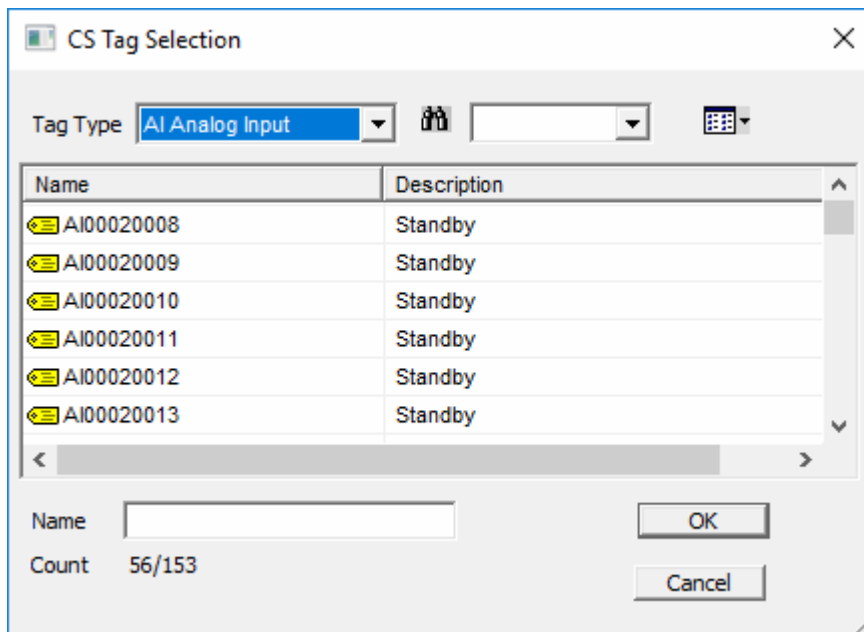 CS Tag Selection
Tag Type AI Analog Input
Name Description
AI00020008 Standby
AI00020009 Standby
AI00020010 Standby
AI00020011 Standby
AI00020012 Standby
AI00020013 Standby
Name OK
Count 56/153
Cancel